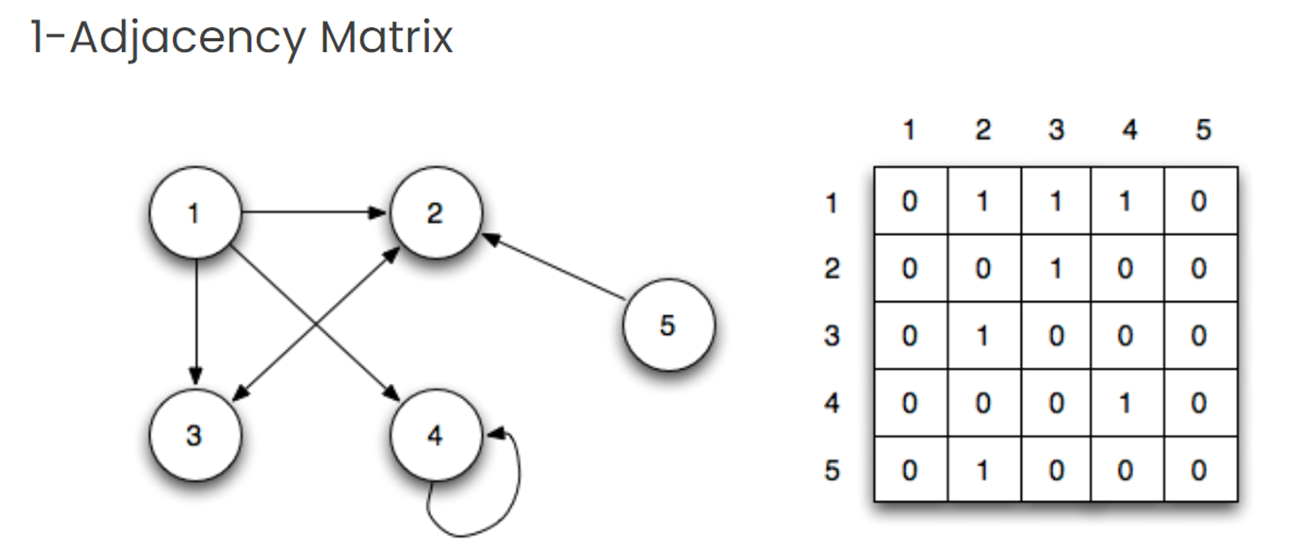 1-Adjacency Matrix
1 2 3 4 5
1 2
5
3 4
1 0 1 1 1 0
2 0 0 1 0 0
3 0 1 0 0 0
4 0 0 0 1 0
5 0 1 0 0 0